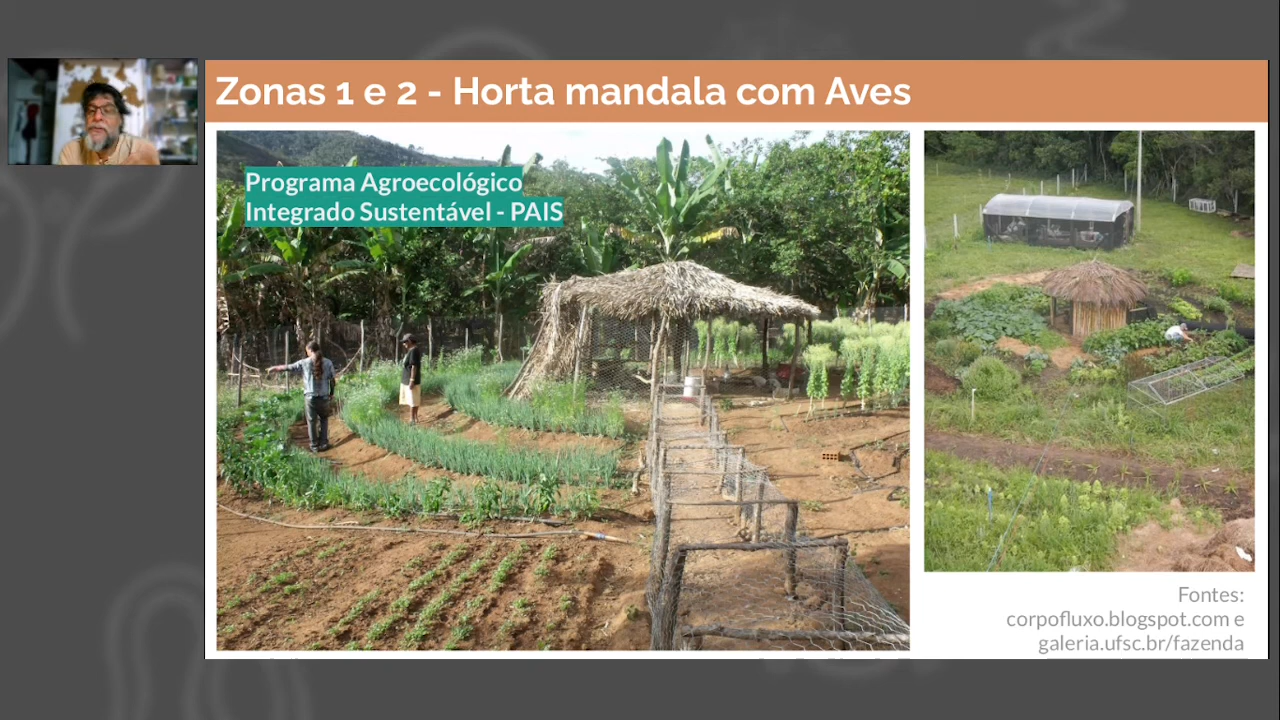 Zonas 1 e 2 - Horta mandala com Aves
Programa Agroecológico
Integrado Sustentável - PAIS
Fontes:
corpofluxo.blogspot.com e
galeria.ufsc.br/fazenda